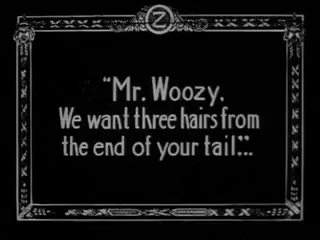 Z
"Mr. Woozy,
We want three hairs from
the end of your tail"..